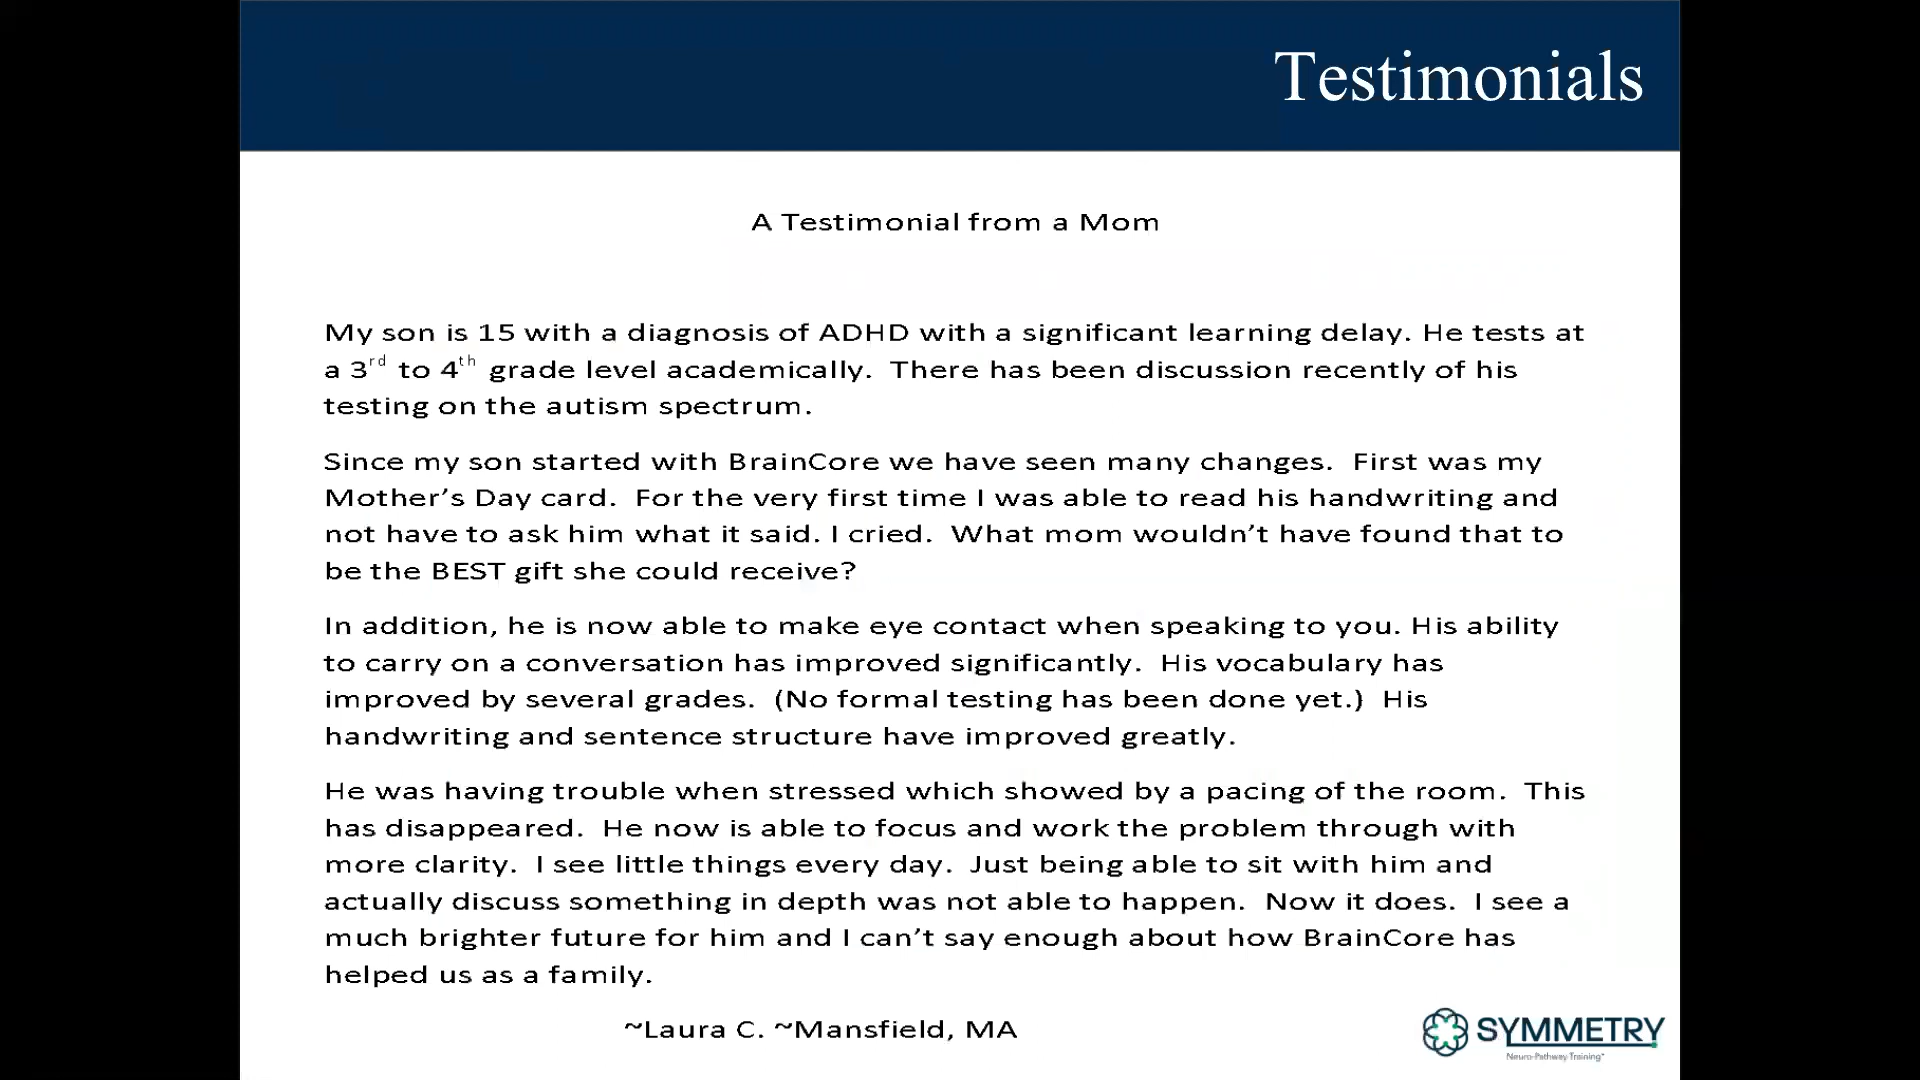 Testimonials
A Testimonial from a Mom
My son is 15 with a diagnosis of ADHD with a significant learning delay. He tests at
a 3rd to 4th grade level academically. There has been discussion recently of his
testing on the autism spectrum.
Since my son started with BrainCore we have seen many changes. First was my
Mother’s Day card. For the very first time I was able to read his handwriting and
not have to ask him what it said. I cried. What mom wouldn’t have found that to
be the BEST gift she could receive?
In addition, he is now able to make eye contact when speaking to you. His ability
to carry on a conversation has improved significantly. His vocabulary has
improved by several grades. (No formal testing has been done yet.) His
handwriting and sentence structure have improved greatly.
He was having trouble when stressed which showed by a pacing of the room. This
has disappeared. He now is able to focus and work the problem through with
more clarity. I see little things every day. Just being able to sit with him and
actually discuss something in depth was not able to happen. Now it does. I see a
much brighter future for him and I can’t say enough about how BrainCore has
helped us as a family.
~Laura C. ~Mansfield, MA
SYMMETRY
Neuro-Pathway Training